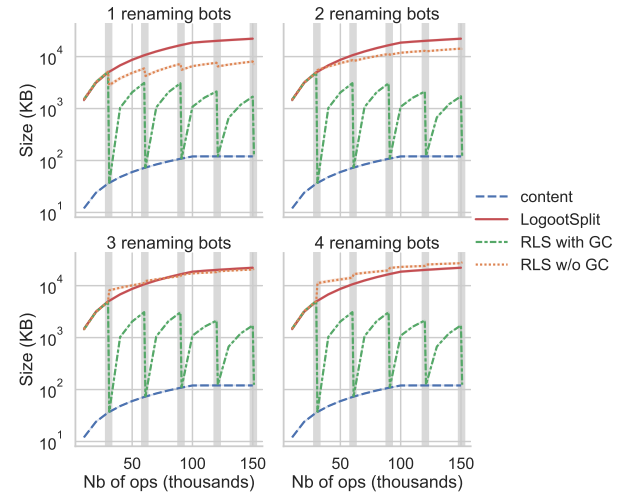 1 renaming bots
2 renaming bots
10^4
10^3
10^2
10^1
Size (KB)
content
LogootSplit
RLS with GC
RLS w/o GC
3 renaming bots
4 renaming bots
10^4
10^3
10^2
10^1
Size (KB)
50 100 150 50 100 150
Nb of ops (thousands) Nb of ops (thousands)